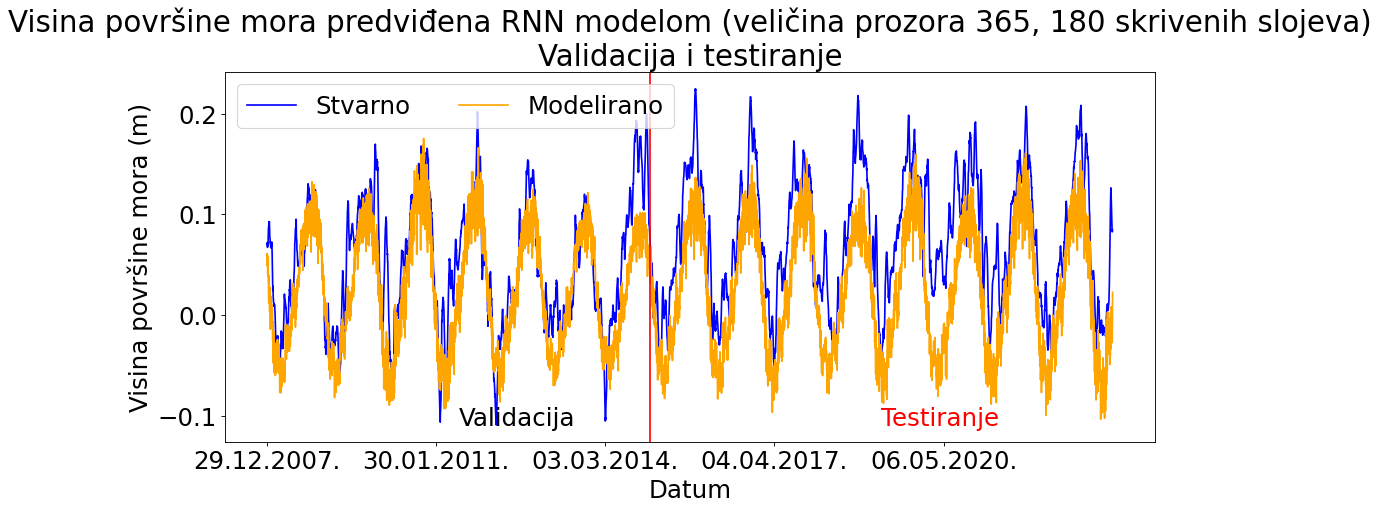 Visina površine mora predviđena RNN modelom (veličina prozora 365, 180 skrivenih slojeva)
Validacija i testiranje
Stvarno
Modelirano
Visina površine mora (m)
0.2
0.1
0.0
−0.1
Validacija
Testiranje
29.12.2007.
30.01.2011.
03.03.2014.
04.04.2017.
06.05.2020.
Datum